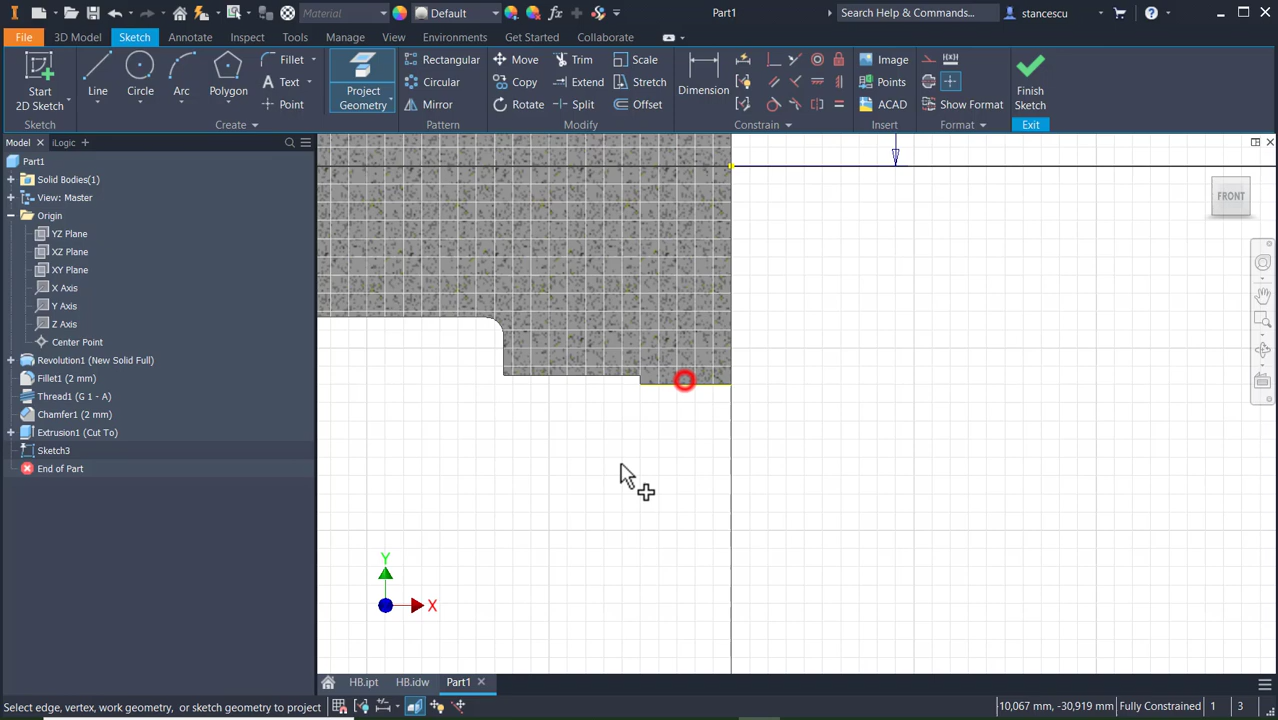 Material
Default
Part1
Search Help & Commands...
stancescu
File
3D Model
Sketch
Annotate
Inspect
Tools
Manage
View
Environments
Get Started
Collaborate
Start
2D Sketch
Line
Circle
Arc
Polygon
Fillet
Text
Point
Project
Geometry
Rectangular
Circular
Mirror
Move
Copy
Rotate
Trim
Extend
Split
Scale
Stretch
Offset
Dimension
Image
Points
ACAD
Show Format
Finish
Sketch
Sketch
Create
Pattern
Modify
Constrain
Insert
Format
Exit
Model
iLogic
Part1
Solid Bodies(1)
View: Master
Origin
YZ Plane
XZ Plane
XY Plane
X Axis
Y Axis
Z Axis
Center Point
Revolution1 (New Solid Full)
Fillet1 (2 mm)
Thread1 (G 1 - A)
Chamfer1 (2 mm)
Extrusion1 (Cut To)
Sketch3
End of Part
FRONT
Y
X
HB.ipt
HB.idw
Part1
Select edge, vertex, work geometry, or sketch geometry to project
10,067 mm, -30,919 mm
Fully Constrained
1
3